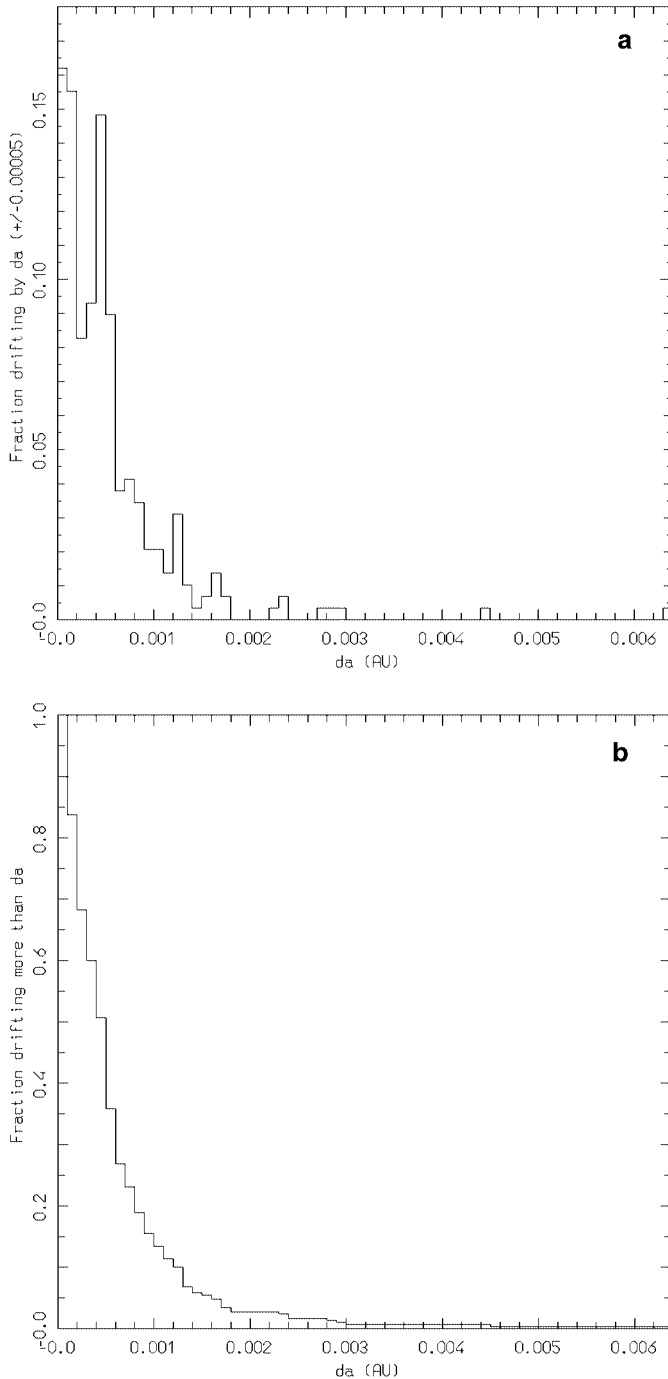 a
0.15
0.10
0.05
0.0
Fraction drifting by da (+/-0.00005)
-0.0 0.001 0.002 0.003 0.004 0.005 0.006
da (AU)
b
1.0
0.8
0.6
0.4
0.2
0.0
Fraction drifting more than da
-0.0 0.001 0.002 0.003 0.004 0.005 0.006
da (AU)